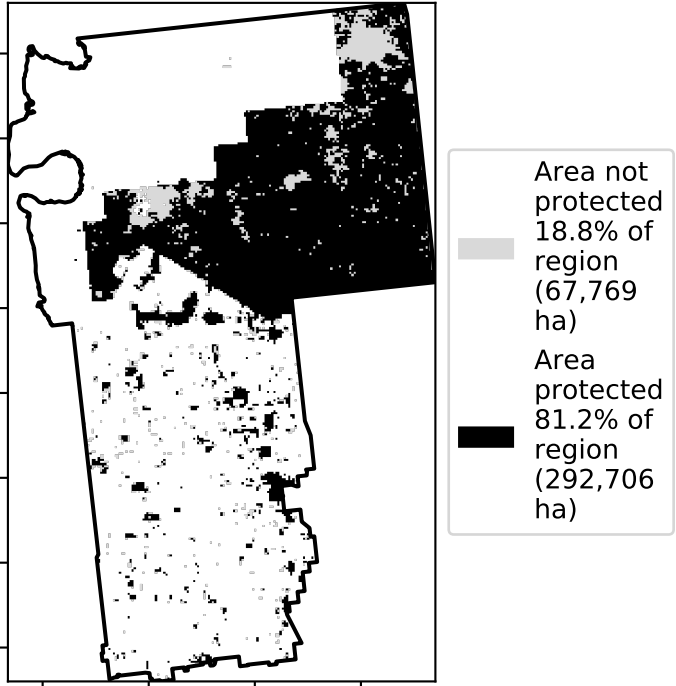 Area not
protected
18.8% of
region
(67,769
ha)
Area
protected
81.2% of
region
(292,706
ha)